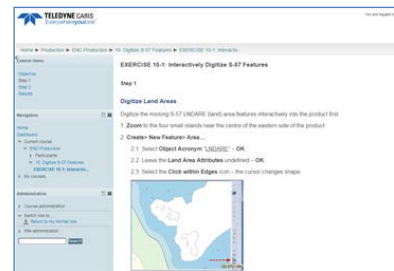 TELEDYNE CARIS
Everywhereyoulook
You are logged in
Home ► Production ► ENC Production ► 10: Digitize S-57 Features ► EXERCISE 10-1: Interactiv...
Lesson menu
Objective
Step 1
Step 2
Results
Navigation
Home
Dashboard
Current course
ENC Production
Participants
10: Digitize S-57 Features
EXERCISE 10-1: Interactiv...
My courses
Administration
Course administration
Switch role to...
Return to my normal role
Site administration
Search
EXERCISE 10-1: Interactively Digitize S-57 Features
Step 1
Digitize Land Areas
Digitize the missing S-57 LNDARE (land) area features interactively into the product first.
1. Zoom to the four small islands near the centre of the eastern side of the product
2. Create> New Feature> Area...
2.1 Select Object Acronym "LNDARE" – OK
2.2 Leave the Land Area Attributes undefined – OK
2.3 Select the Click within Edges icon – the cursor changes shape.